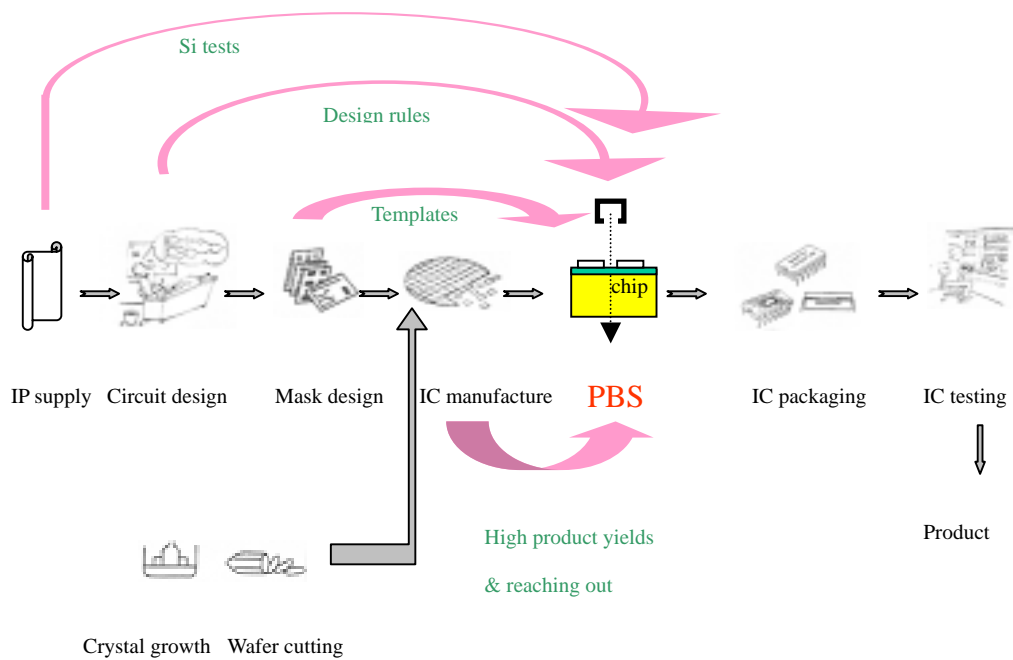 Si tests
Design rules
Templates
chip
IP supply
Circuit design
Mask design
IC manufacture
PBS
IC packaging
IC testing
High product yields
& reaching out
Product
Crystal growth
Wafer cutting